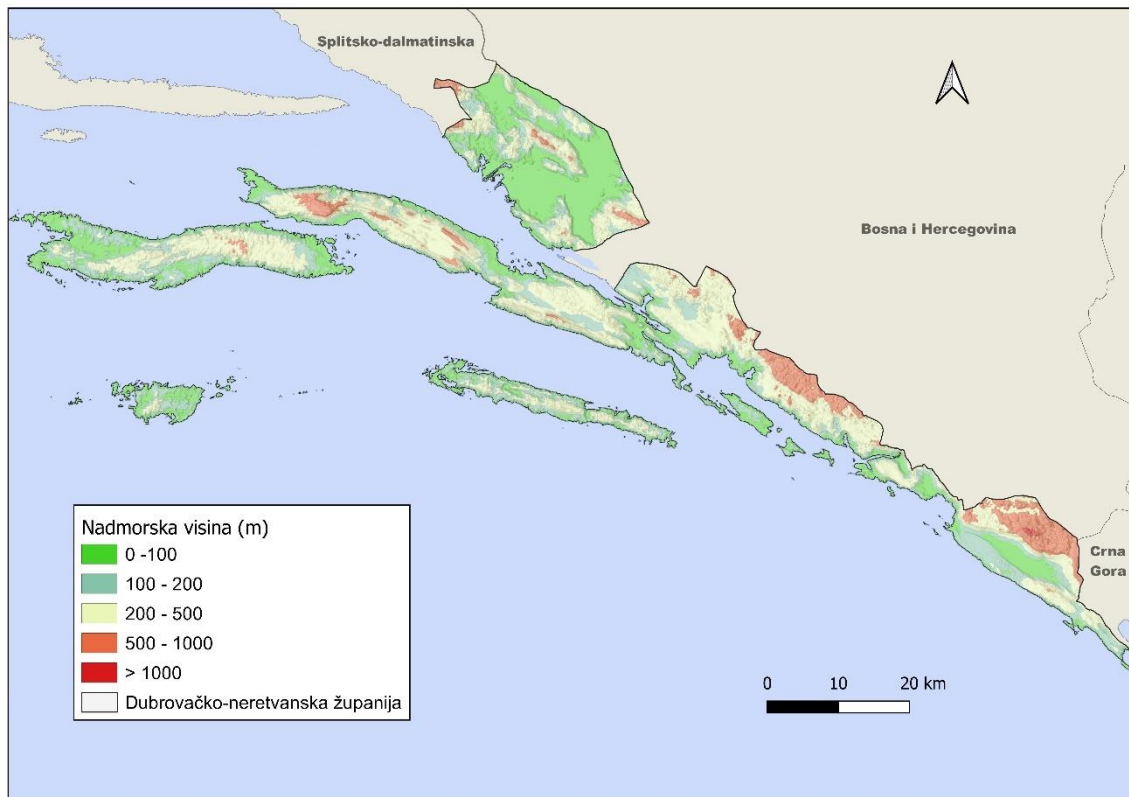 Splitsko-dalmatinska
Bosna i Hercegovina
Crna
Gora
Nadmorska visina (m)
0 -100
100 - 200
200 - 500
500 - 1000
> 1000
Dubrovačko-neretvanska županija
0 10 20 km